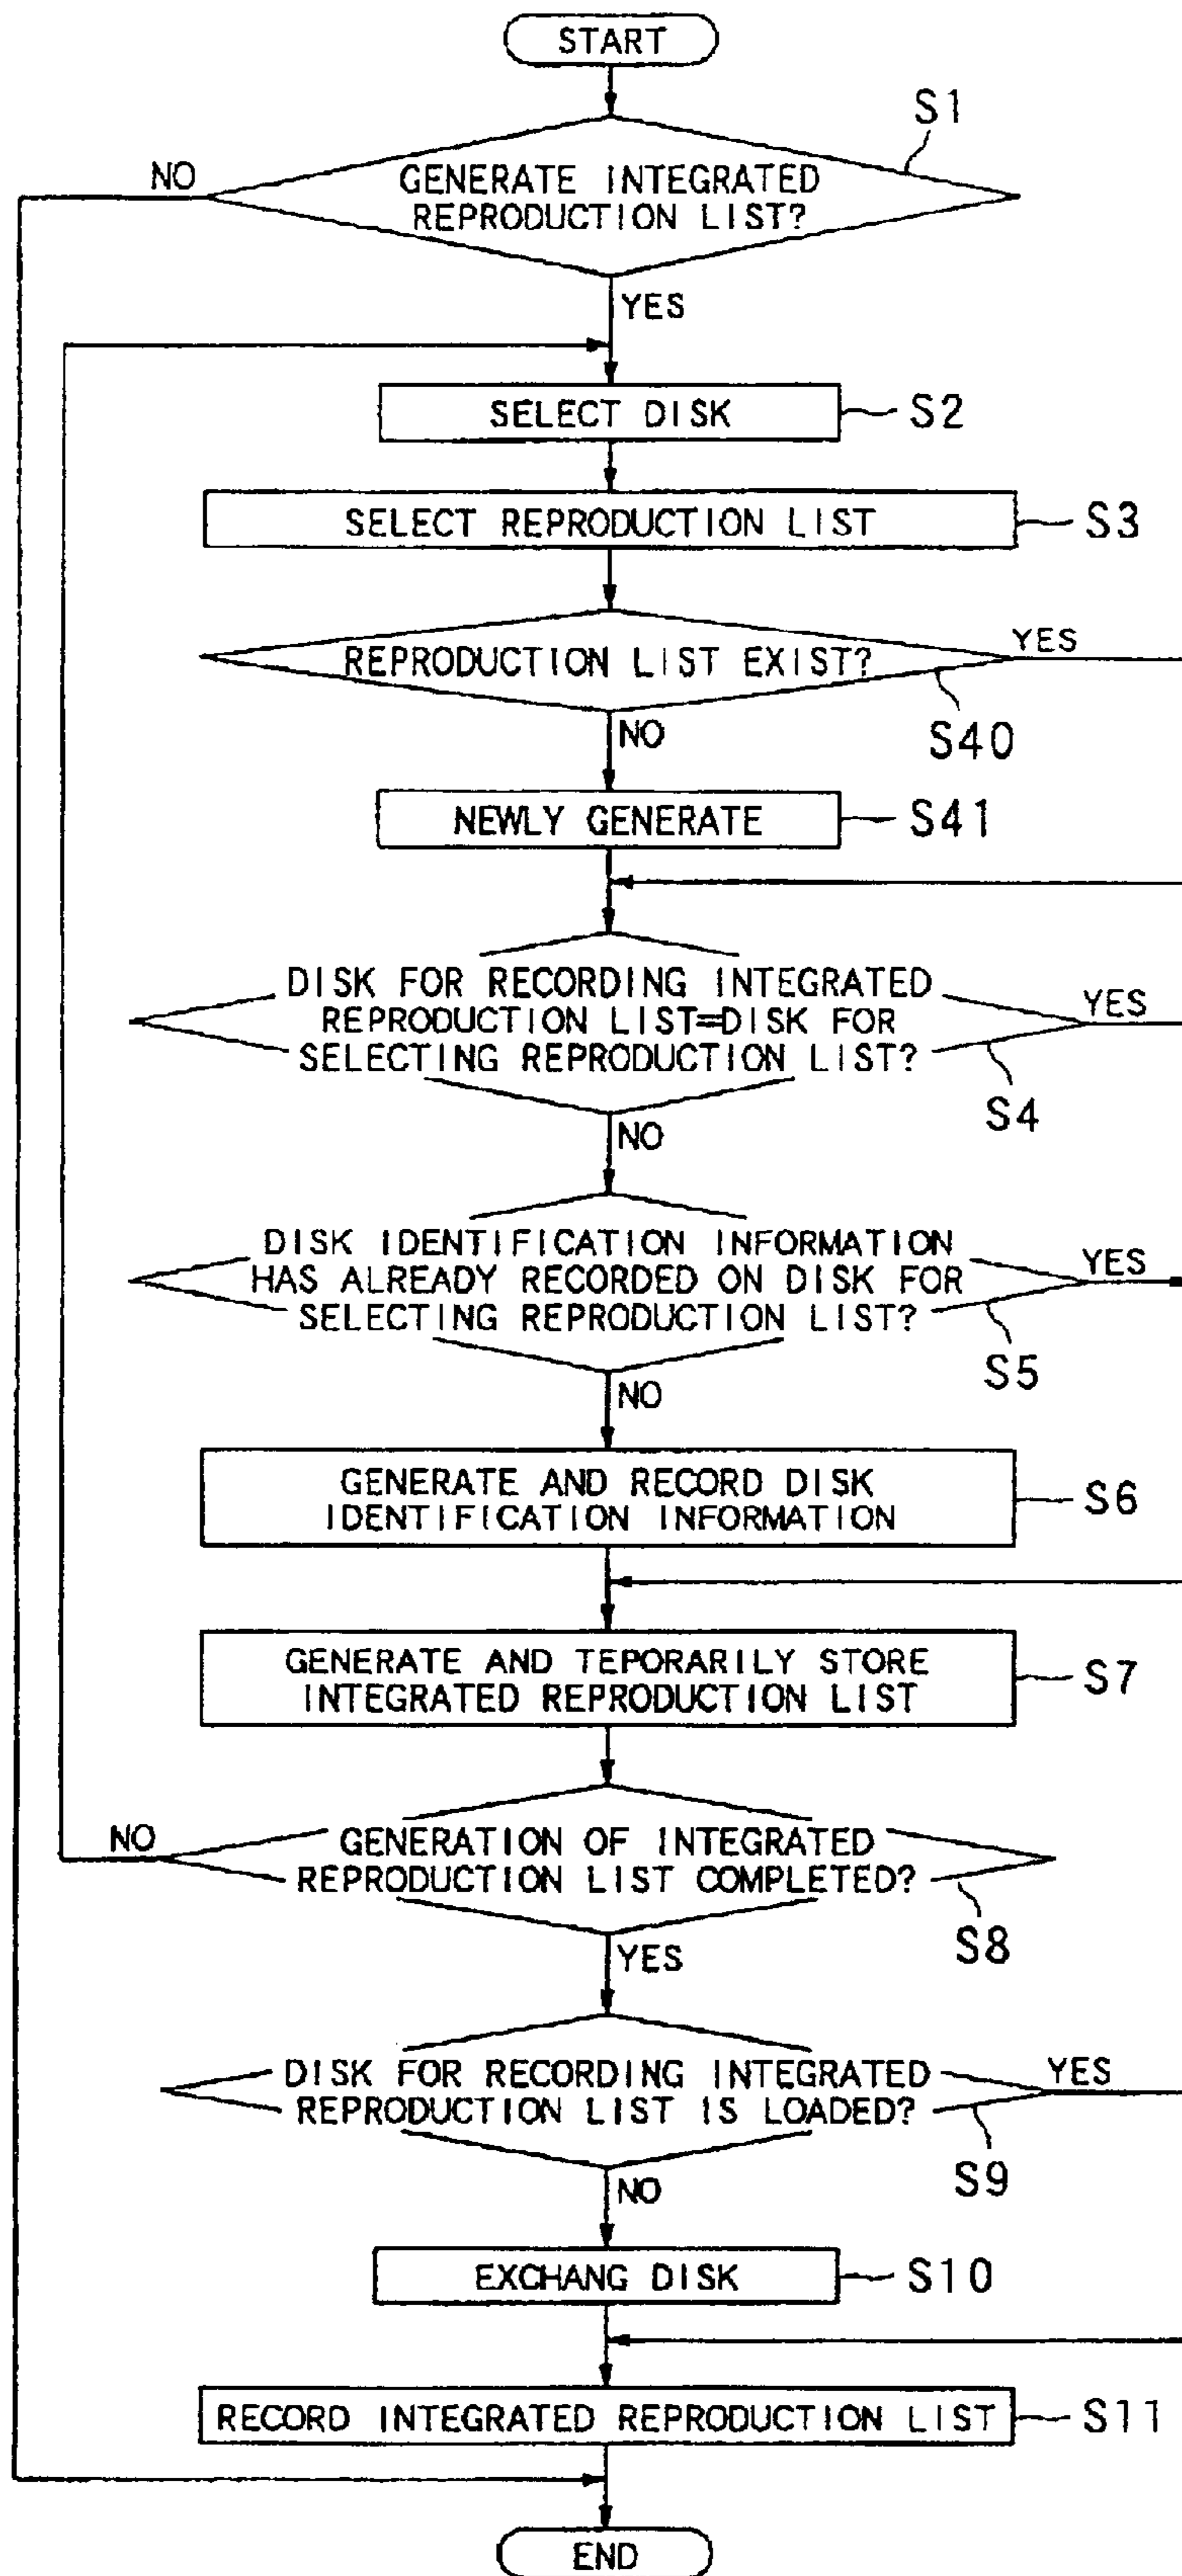 START
S1
NO
GENERATE INTEGRATED
REPRODUCTION LIST?
YES
SELECT DISK
S2
SELECT REPRODUCTION LIST
S3
REPRODUCTION LIST EXIST?
YES
S40
NO
NEWLY GENERATE
S41
DISK FOR RECORDING INTEGRATED
REPRODUCTION LIST=DISK FOR
SELECTING REPRODUCTION LIST?
YES
S4
NO
DISK IDENTIFICATION INFORMATION
HAS ALREADY RECORDED ON DISK FOR
SELECTING REPRODUCTION LIST?
YES
S5
NO
GENERATE AND RECORD DISK
IDENTIFICATION INFORMATION
S6
GENERATE AND TEPORARILY STORE
INTEGRATED REPRODUCTION LIST
S7
NO
GENERATION OF INTEGRATED
REPRODUCTION LIST COMPLETED?
S8
YES
DISK FOR RECORDING INTEGRATED
REPRODUCTION LIST IS LOADED?
YES
S9
NO
EXCHANG DISK
S10
RECORD INTEGRATED REPRODUCTION LIST
S11
END